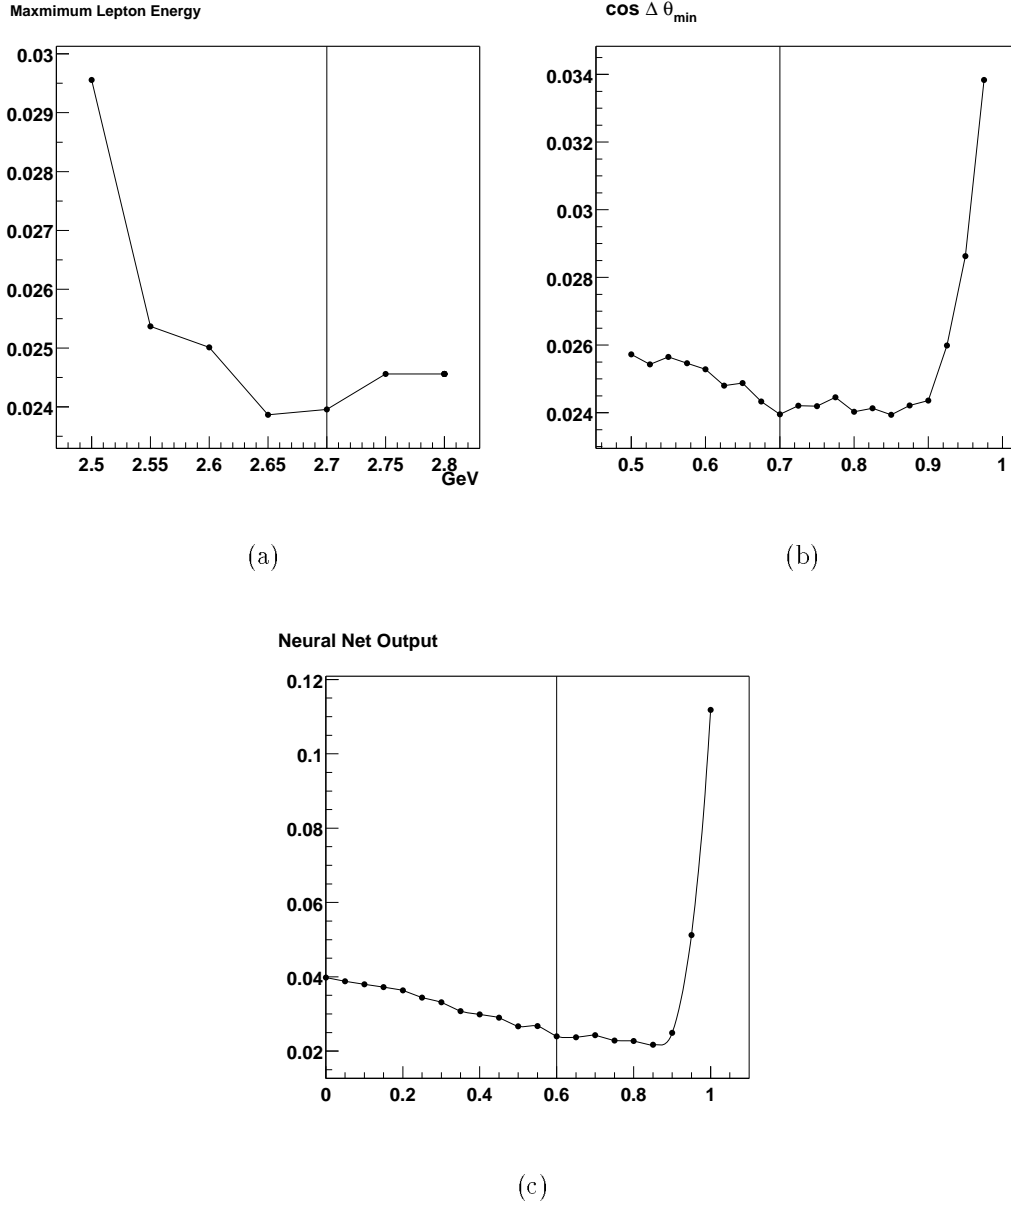 Maxmimum Lepton Energy
0.03
0.029
0.028
0.027
0.026
0.025
0.024
2.5 2.55 2.6 2.65 2.7 2.75 2.8
GeV
(a)
cos Δ θmin
0.034
0.032
0.03
0.028
0.026
0.024
0.5 0.6 0.7 0.8 0.9 1
(b)
Neural Net Output
0.12
0.1
0.08
0.06
0.04
0.02
0 0.2 0.4 0.6 0.8 1
(c)